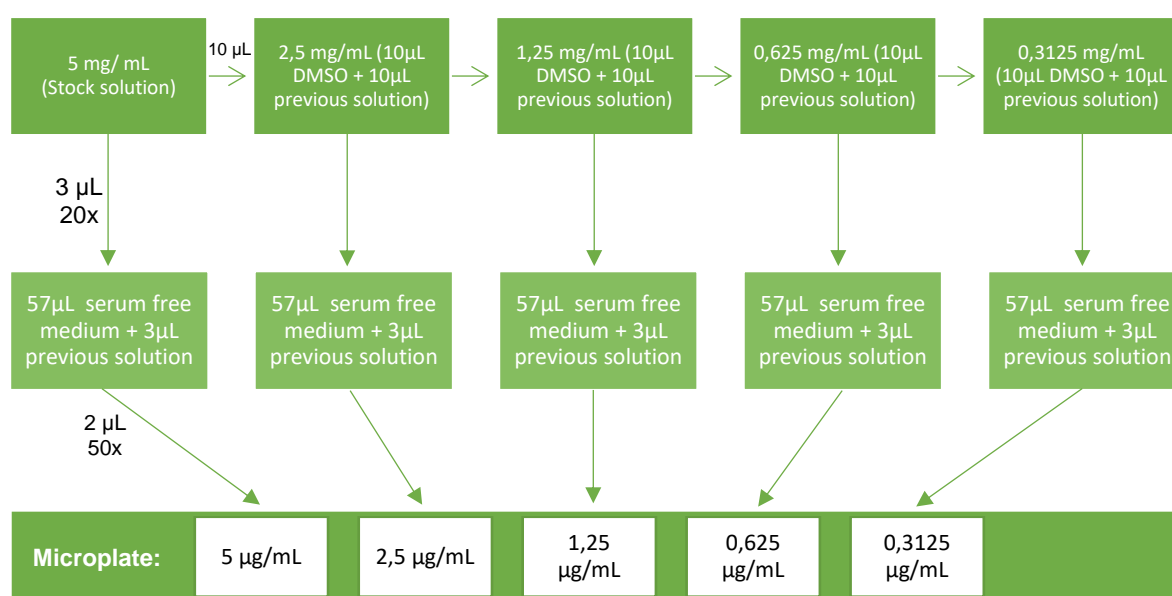 5 mg/ mL
(Stock solution)
10 µL
2,5 mg/mL (10µL
DMSO + 10µL
previous solution)
1,25 mg/mL (10µL
DMSO + 10µL
previous solution)
0,625 mg/mL (10µL
DMSO + 10µL
previous solution)
0,3125 mg/mL
(10µL DMSO + 10µL
previous solution)
3 µL
20x
57µL serum free
medium + 3µL
previous solution
57µL serum free
medium + 3µL
previous solution
57µL serum free
medium + 3µL
previous solution
57µL serum free
medium + 3µL
previous solution
57µL serum free
medium + 3µL
previous solution
2 µL
50x
Microplate:
5 µg/mL
2,5 µg/mL
1,25
µg/mL
0,625
µg/mL
0,3125
µg/mL